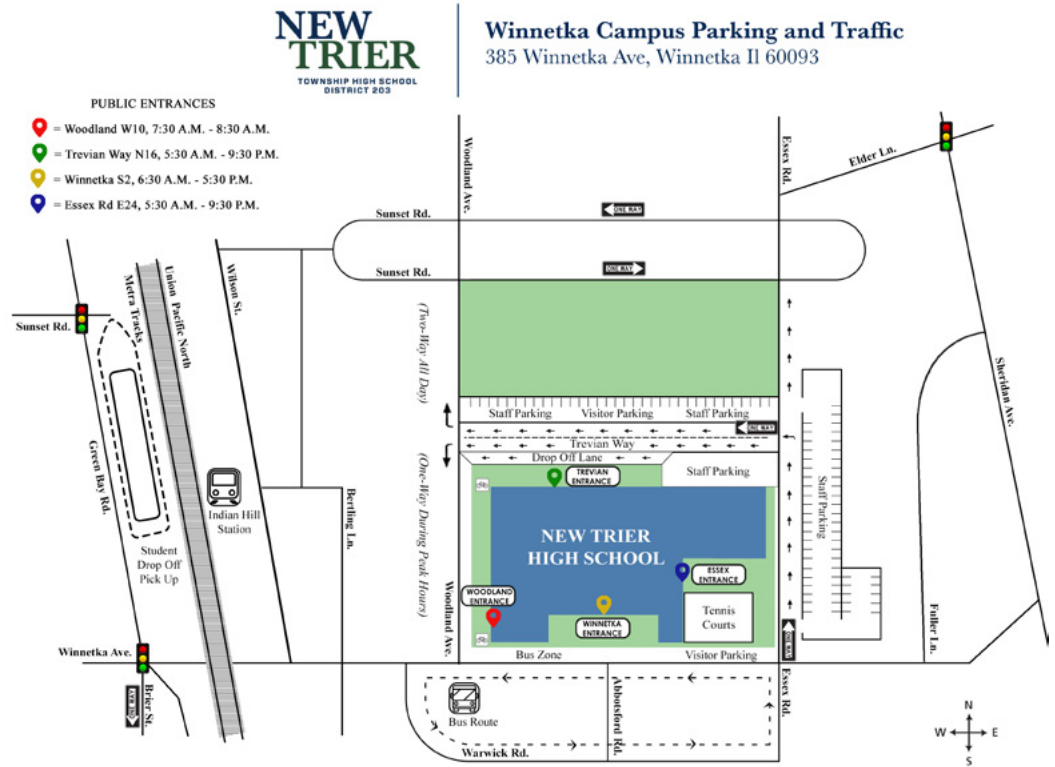 NEW
TRIER
TOWNSHIP HIGH SCHOOL
DISTRICT 203
Winnetka Campus Parking and Traffic
385 Winnetka Ave, Winnetka Il 60093
PUBLIC ENTRANCES
= Woodland W10, 7:30 A.M. - 8:30 A.M.
= Trevian Way N16, 5:30 A.M. - 9:30 P.M.
= Winnetka S2, 6:30 A.M. - 5:30 P.M.
= Essex Rd E24, 5:30 A.M. - 9:30 P.M.
Woodland Ave.
Essex Rd.
Elder Ln.
Sunset Rd.
ONE WAY
Sunset Rd.
ONE WAY
Wilson St.
Union Pacific North
Metra Tracks
Sunset Rd.
(Two-Way All Day)
Sheridan Ave.
Staff Parking
Visitor Parking
Staff Parking
ONE WAY
Trevian Way
Drop Off Lane
Staff Parking
TREVIAN
ENTRANCE
Staff Parking
Green Bay Rd.
Indian Hill
Station
Bertling Ln.
(One-Way During Peak Hours)
NEW TRIER
HIGH SCHOOL
ESSEX
ENTRANCE
Student
Drop Off
Pick Up
WOODLAND
ENTRANCE
WINNETKA
ENTRANCE
Tennis
Courts
Woodland Ave.
Fuller Ln.
ONE WAY
Winnetka Ave.
Bus Zone
Visitor Parking
Brier St.
ONE WAY
Bus Route
Abbotsford Rd.
Essex Rd.
Warwick Rd.
N
W
E
S